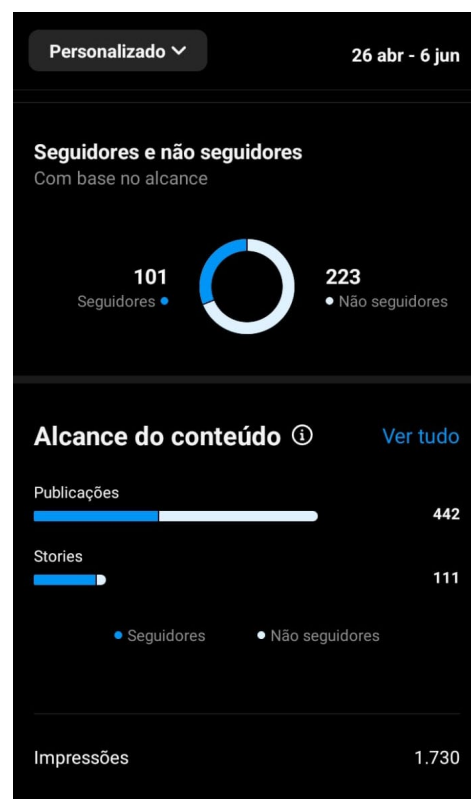 Personalizado
26 abr - 6 jun
Seguidores e não seguidores
Com base no alcance
101
Seguidores
223
Não seguidores
Alcance do conteúdo
Ver tudo
Publicações
442
Stories
111
Seguidores
Não seguidores
Impressões
1.730